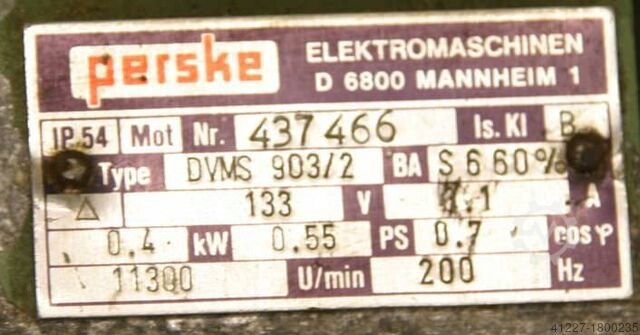 perske
ELEKTROMASCHINEN
D 6800 MANNHEIM 1
IP 54 Mot Nr. 437466 Is. Kl B
Type DVMS 903/2 BA S 6 60%
△ 133 V A
0.4 kW 0.55 PS 0.7 cos φ
11300 U/min 200 Hz
41227-1800235